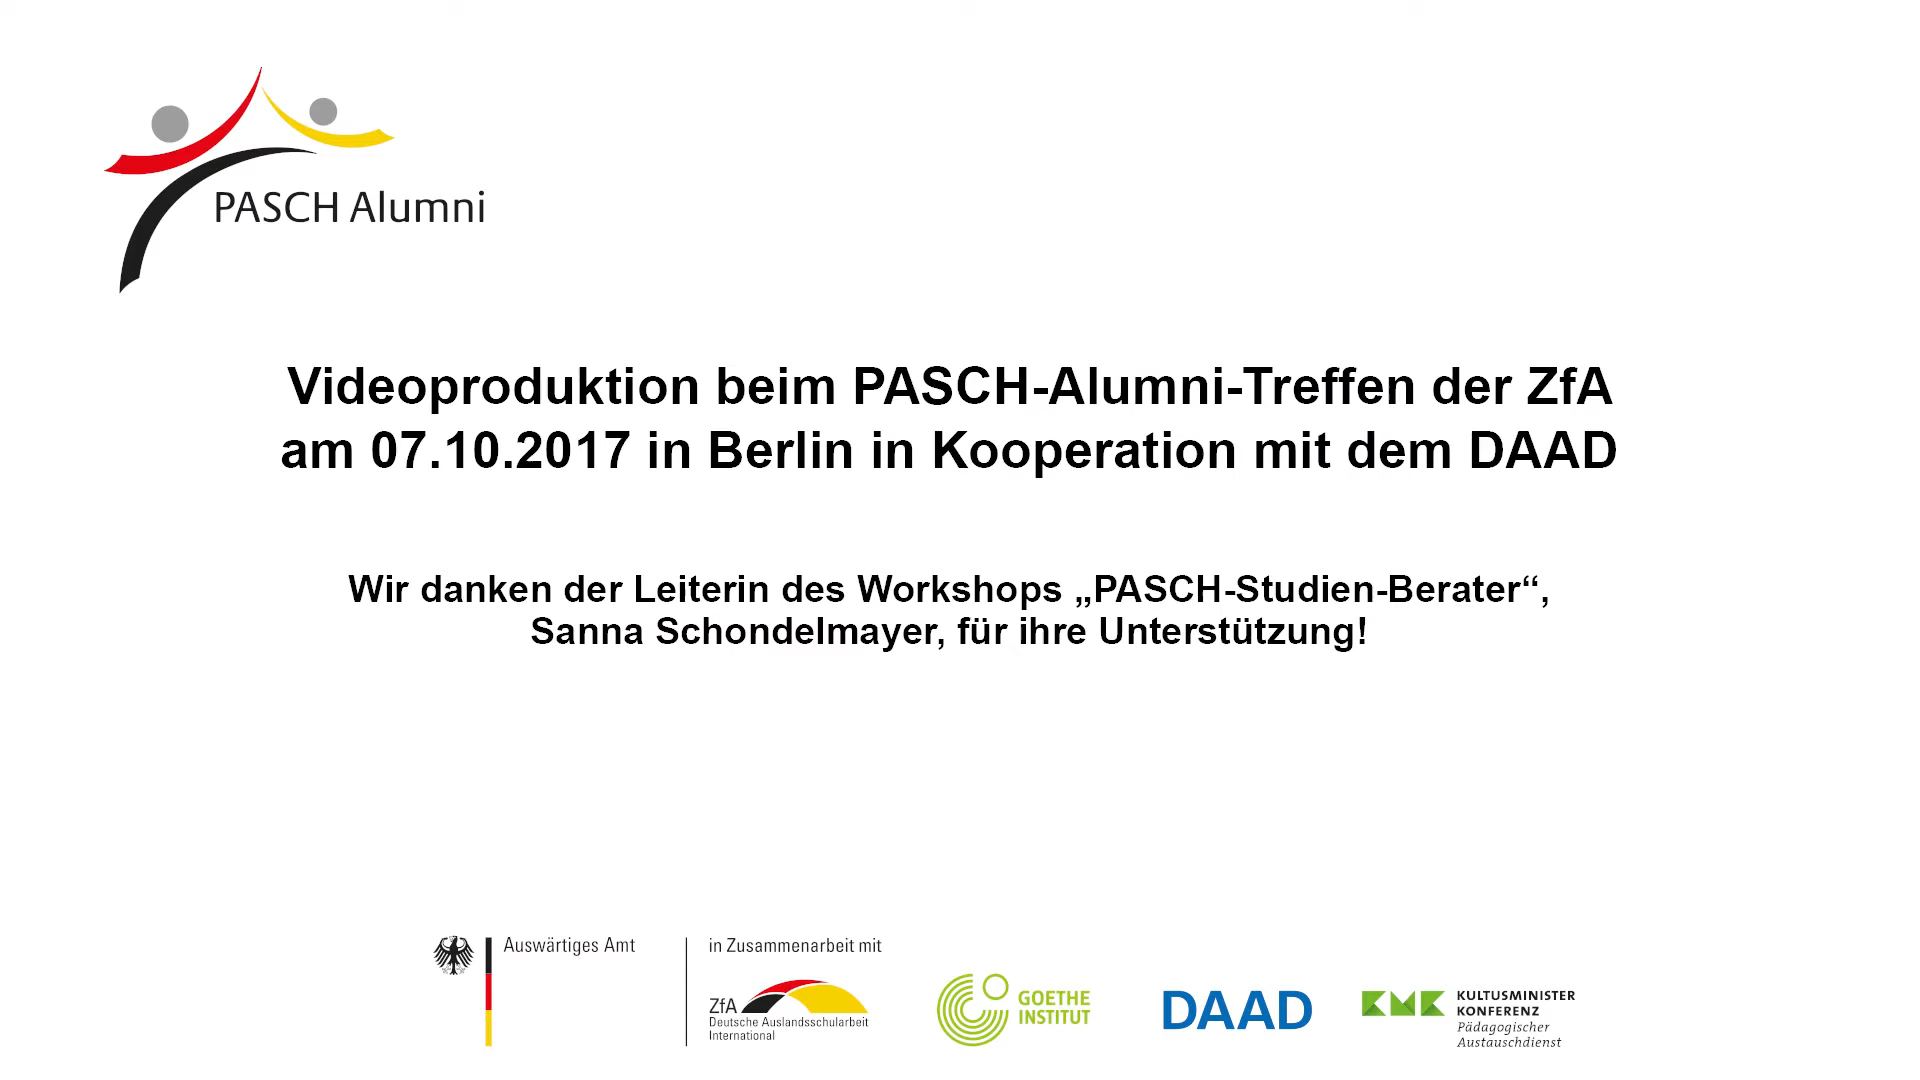 PASCH Alumni
Videoproduktion beim PASCH-Alumni-Treffen der ZfA
am 07.10.2017 in Berlin in Kooperation mit dem DAAD
Wir danken der Leiterin des Workshops „PASCH-Studien-Berater“,
Sanna Schondelmayer, für ihre Unterstützung!
Auswärtiges Amt
in Zusammenarbeit mit
ZfA
Deutsche Auslandsschularbeit
International
GOETHE
INSTITUT
DAAD
KMK
KULTUSMINISTER
KONFERENZ
Pädagogischer
Austauschdienst